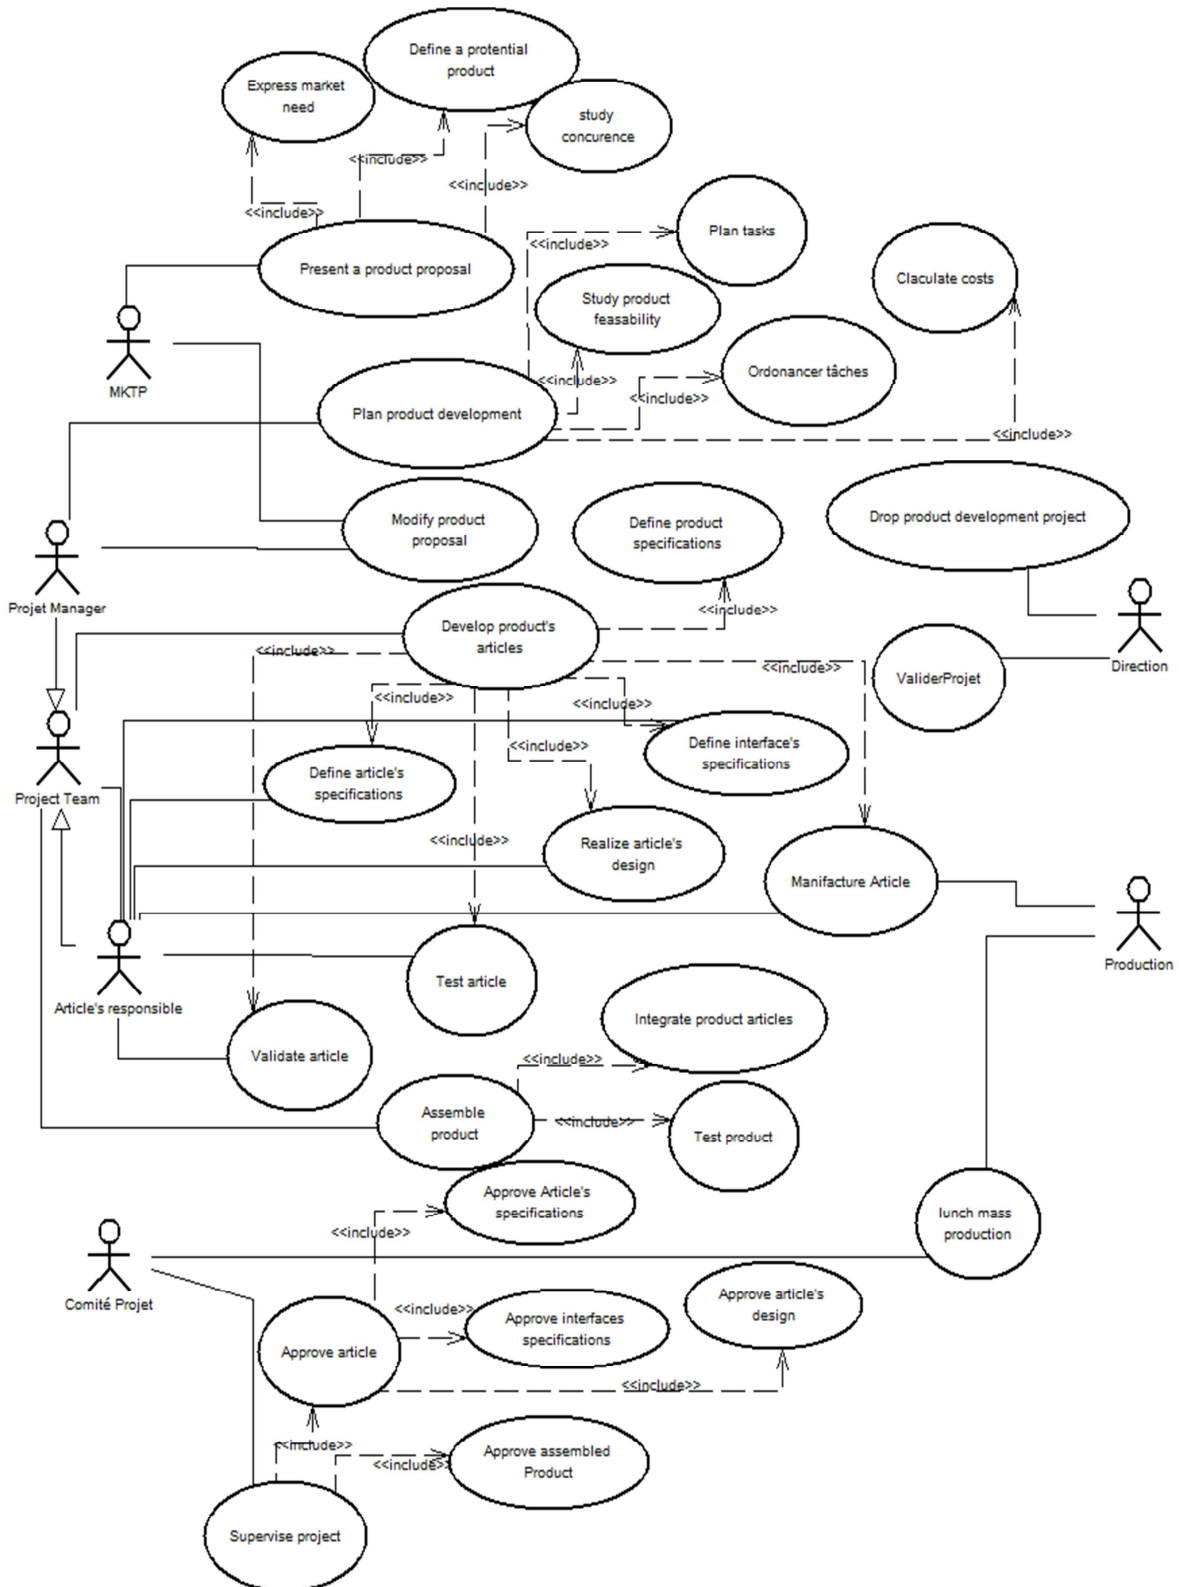 Define a protential
product
Express market
need
study
concurence
<<include>>
<<include>>
<<include>>
Present a product proposal
Plan tasks
<<include>>
Claculate costs
Study product
feasability
MKTP
Ordonancer tâches
<<include>>
<<include>>
Plan product development
<<include>>
Modify product
proposal
Define product
specifications
Drop product development project
Projet Manager
<<include>>
Develop product's
articles
<<include>>
<<include>>
Direction
ValiderProjet
<<include>>
<<include>>
<<include>>
Define interface's
specifications
Define article's
specifications
Project Team
<<include>>
Realize article's
design
Manifacture Article
Production
Test article
Article's responsible
Integrate product articles
Validate article
<<include>>
Assemble
product
<<include>>
Test product
Approve Article's
specifications
lunch mass
production
<<include>>
Comité Projet
Approve article's
design
<<include>>
Approve interfaces
specifications
Approve article
<<include>>
<<include>>
Approve assembled
Product
<<include>>
Supervise project